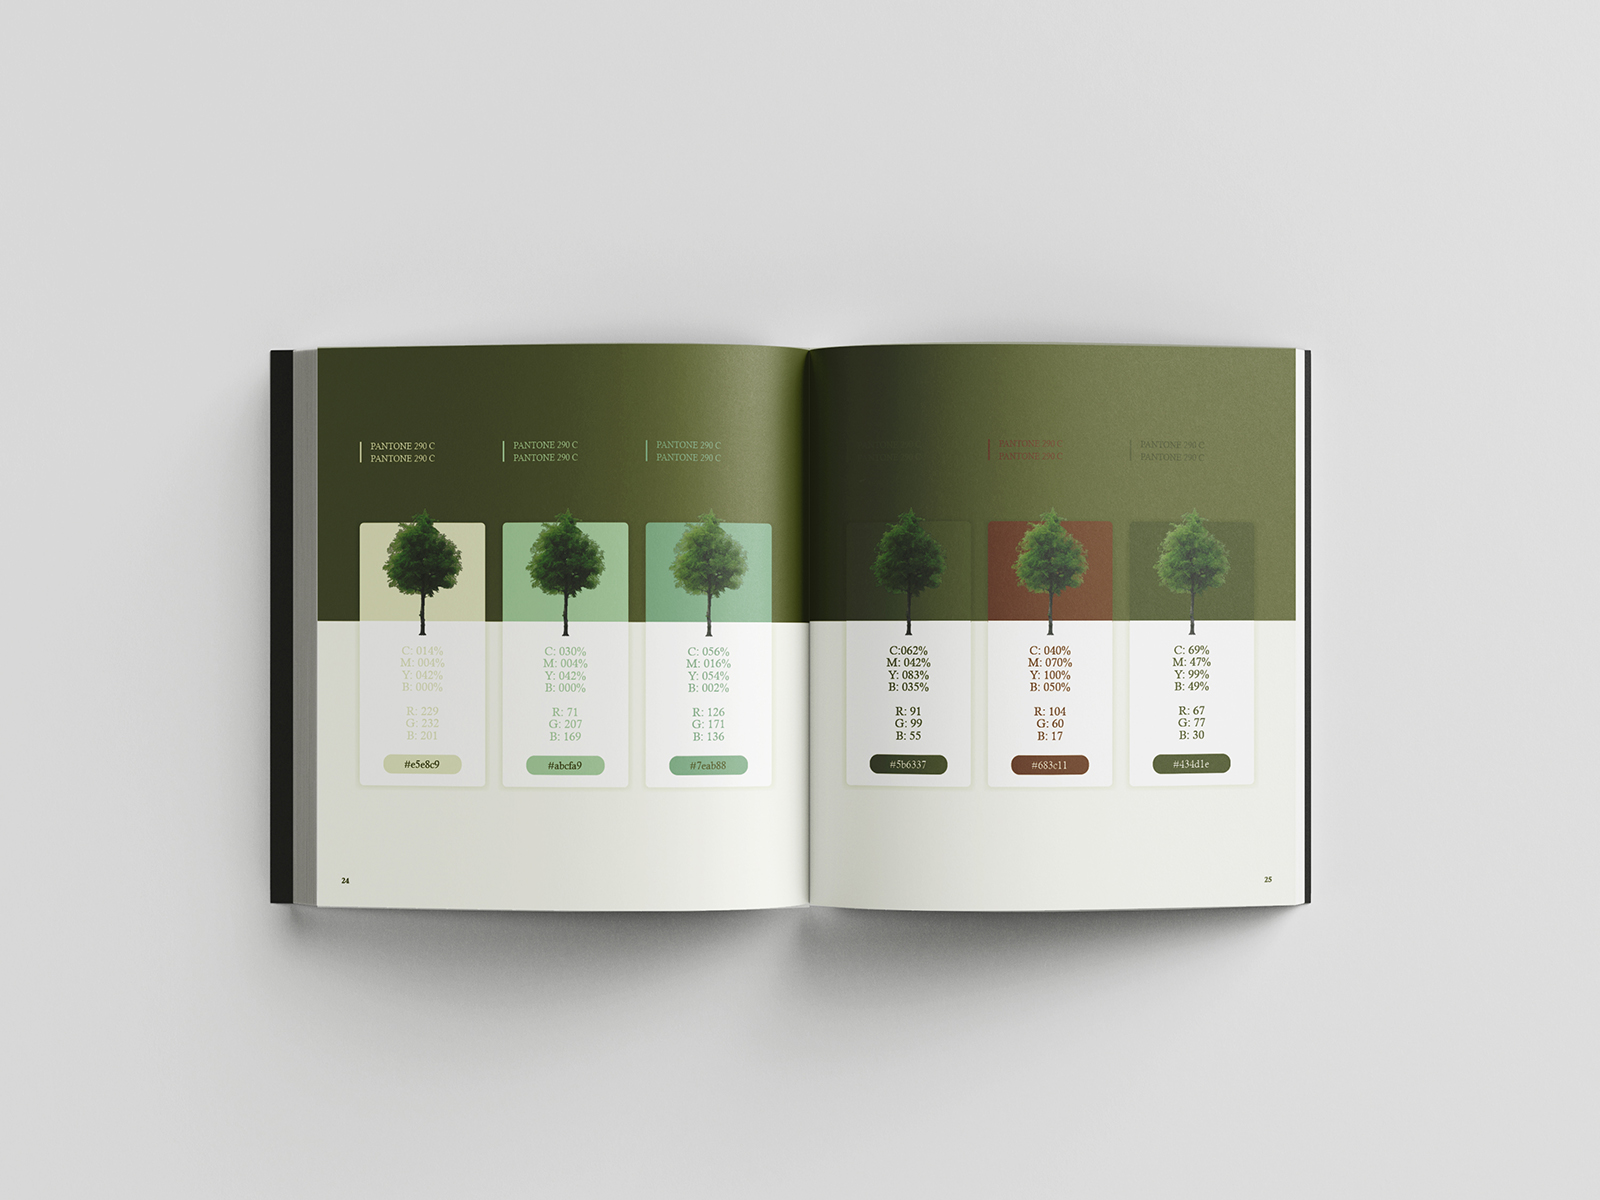 PANTONE 290 C
PANTONE 290 C
C: 014%
M: 004%
Y: 042%
B: 000%
R: 229
G: 232
B: 201
#e5e8c9
PANTONE 290 C
PANTONE 290 C
C: 030%
M: 004%
Y: 042%
B: 000%
R: 71
G: 207
B: 169
#abcfa9
PANTONE 290 C
PANTONE 290 C
C: 056%
M: 016%
Y: 054%
B: 002%
R: 126
G: 171
B: 136
#7eab88
24
C:062%
M: 042%
Y: 083%
B: 035%
R: 91
G: 99
B: 55
#5b6337
PANTONE 290 C
PANTONE 290 C
C: 040%
M: 070%
Y: 100%
B: 050%
R: 104
G: 60
B: 17
#683c11
PANTONE 290 C
PANTONE 290 C
C: 69%
M: 47%
Y: 99%
B: 49%
R: 67
G: 77
B: 30
#434d1e
25